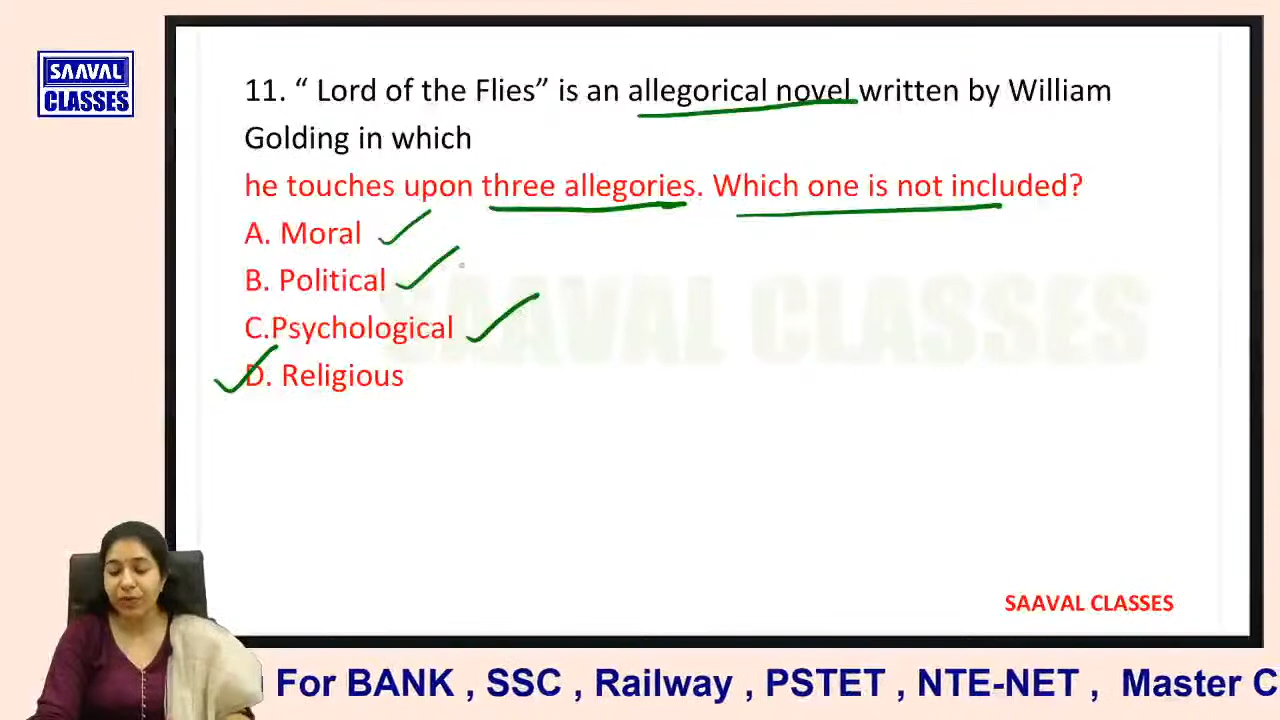 SAAVAL
CLASSES
11. “ Lord of the Flies” is an allegorical novel written by William
Golding in which
he touches upon three allegories. Which one is not included?
A. Moral
B. Political
C.Psychological
D. Religious
SAAVAL CLASSES
SAAVAL CLASSES
For BANK , SSC , Railway , PSTET , NTE-NET , Master C